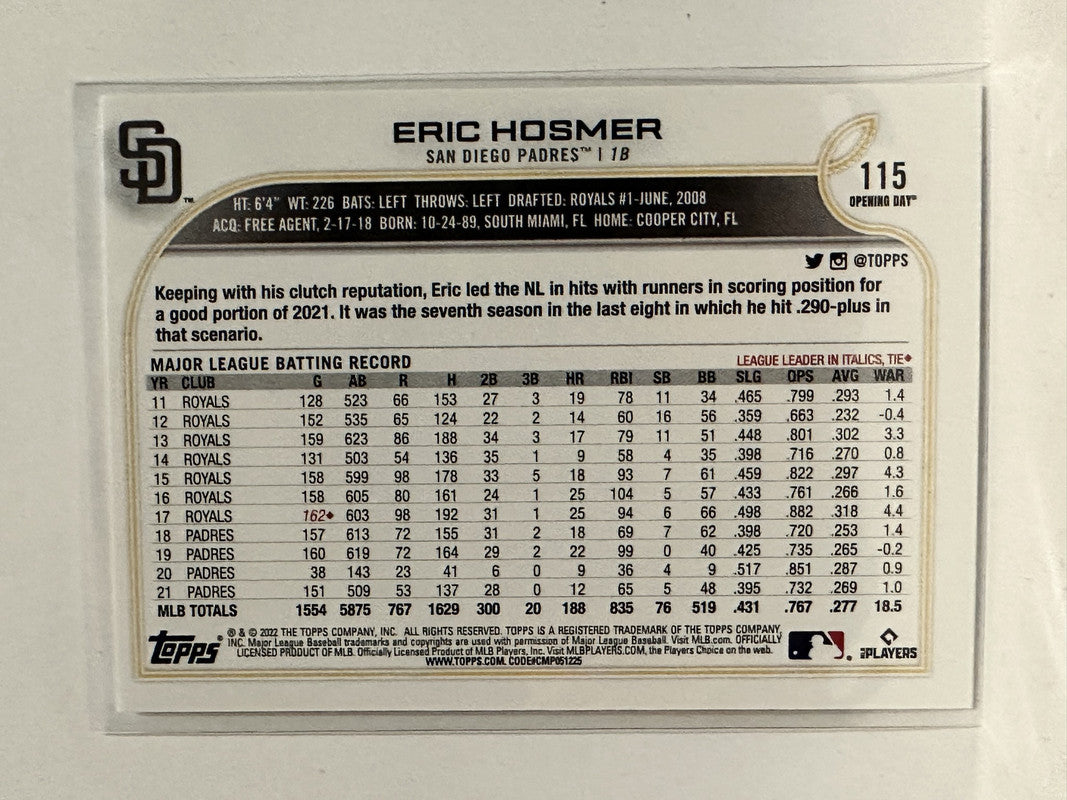 SD™
ERIC HOSMER
SAN DIEGO PADRES™ | 1B
115
OPENING DAY®
HT: 6'4" WT: 226 BATS: LEFT THROWS: LEFT DRAFTED: ROYALS #1-JUNE, 2008
ACQ: FREE AGENT, 2-17-18 BORN: 10-24-89, SOUTH MIAMI, FL HOME: COOPER CITY, FL
@TOPPS
Keeping with his clutch reputation, Eric led the NL in hits with runners in scoring position for
a good portion of 2021. It was the seventh season in the last eight in which he hit .290-plus in
that scenario.
MAJOR LEAGUE BATTING RECORD LEAGUE LEADER IN ITALICS, TIE◆
YR CLUB G AB R H 2B 3B HR RBI SB BB SLG OPS AVG WAR
11 ROYALS 128 523 66 153 27 3 19 78 11 34 .465 .799 .293 1.4
12 ROYALS 152 535 65 124 22 2 14 60 16 56 .359 .663 .232 -0.4
13 ROYALS 159 623 86 188 34 3 17 79 11 51 .448 .801 .302 3.3
14 ROYALS 131 503 54 136 35 1 9 58 4 35 .398 .716 .270 0.8
15 ROYALS 158 599 98 178 33 5 18 93 7 61 .459 .822 .297 4.3
16 ROYALS 158 605 80 161 24 1 25 104 5 57 .433 .761 .266 1.6
17 ROYALS 162◆ 603 98 192 31 1 25 94 6 66 .498 .882 .318 4.4
18 PADRES 157 613 72 155 31 2 18 69 7 62 .398 .720 .253 1.4
19 PADRES 160 619 72 164 29 2 22 99 0 40 .425 .735 .265 -0.2
20 PADRES 38 143 23 41 6 0 9 36 4 9 .517 .851 .287 0.9
21 PADRES 151 509 53 137 28 0 12 65 5 48 .395 .732 .269 1.0
MLB TOTALS 1554 5875 767 1629 300 20 188 835 76 519 .431 .767 .277 18.5
Topps®
® & © 2022 THE TOPPS COMPANY, INC. ALL RIGHTS RESERVED. TOPPS IS A REGISTERED TRADEMARK OF THE TOPPS COMPANY,
INC. Major League Baseball trademarks and copyrights are used with permission of Major League Baseball. Visit MLB.com. OFFICIALLY
LICENSED PRODUCT OF MLB. Officially Licensed Product of MLB Players, Inc. Visit MLBPLAYERS.COM, the Players Choice on the web.
WWW.TOPPS.COM. CODE#CMP051225
PLAYERS